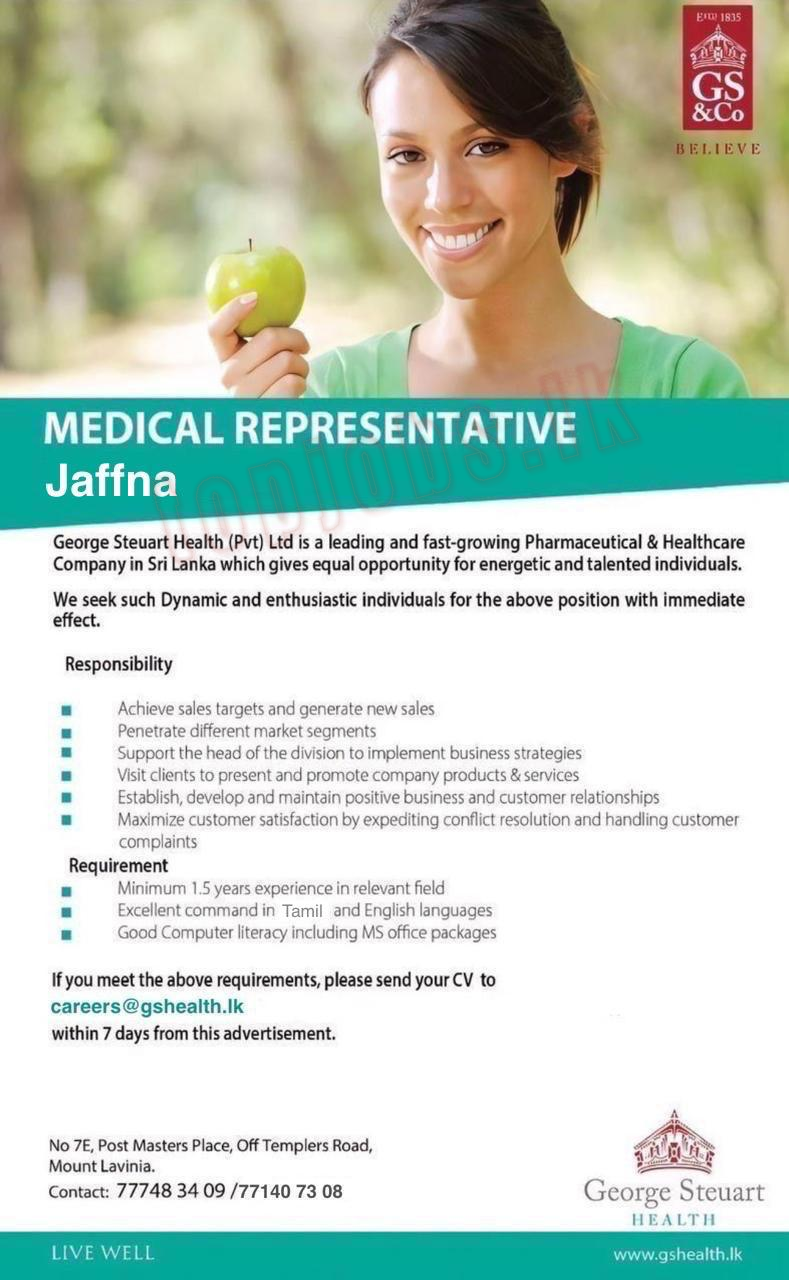 Estd 1835
GS
&Co
BELIEVE
MEDICAL REPRESENTATIVE
Jaffna
topjobs.lk
George Steuart Health (Pvt) Ltd is a leading and fast-growing Pharmaceutical & Healthcare
Company in Sri Lanka which gives equal opportunity for energetic and talented individuals.
We seek such Dynamic and enthusiastic individuals for the above position with immediate
effect.
Responsibility
Achieve sales targets and generate new sales
Penetrate different market segments
Support the head of the division to implement business strategies
Visit clients to present and promote company products & services
Establish, develop and maintain positive business and customer relationships
Maximize customer satisfaction by expediting conflict resolution and handling customer
complaints
Requirement
Minimum 1.5 years experience in relevant field
Excellent command in Tamil and English languages
Good Computer literacy including MS office packages
If you meet the above requirements, please send your CV to
careers@gshealth.lk
within 7 days from this advertisement.
No 7E, Post Masters Place, Off Templers Road,
Mount Lavinia.
Contact: 77748 34 09 /77140 73 08
George Steuart
HEALTH
LIVE WELL
www.gshealth.lk